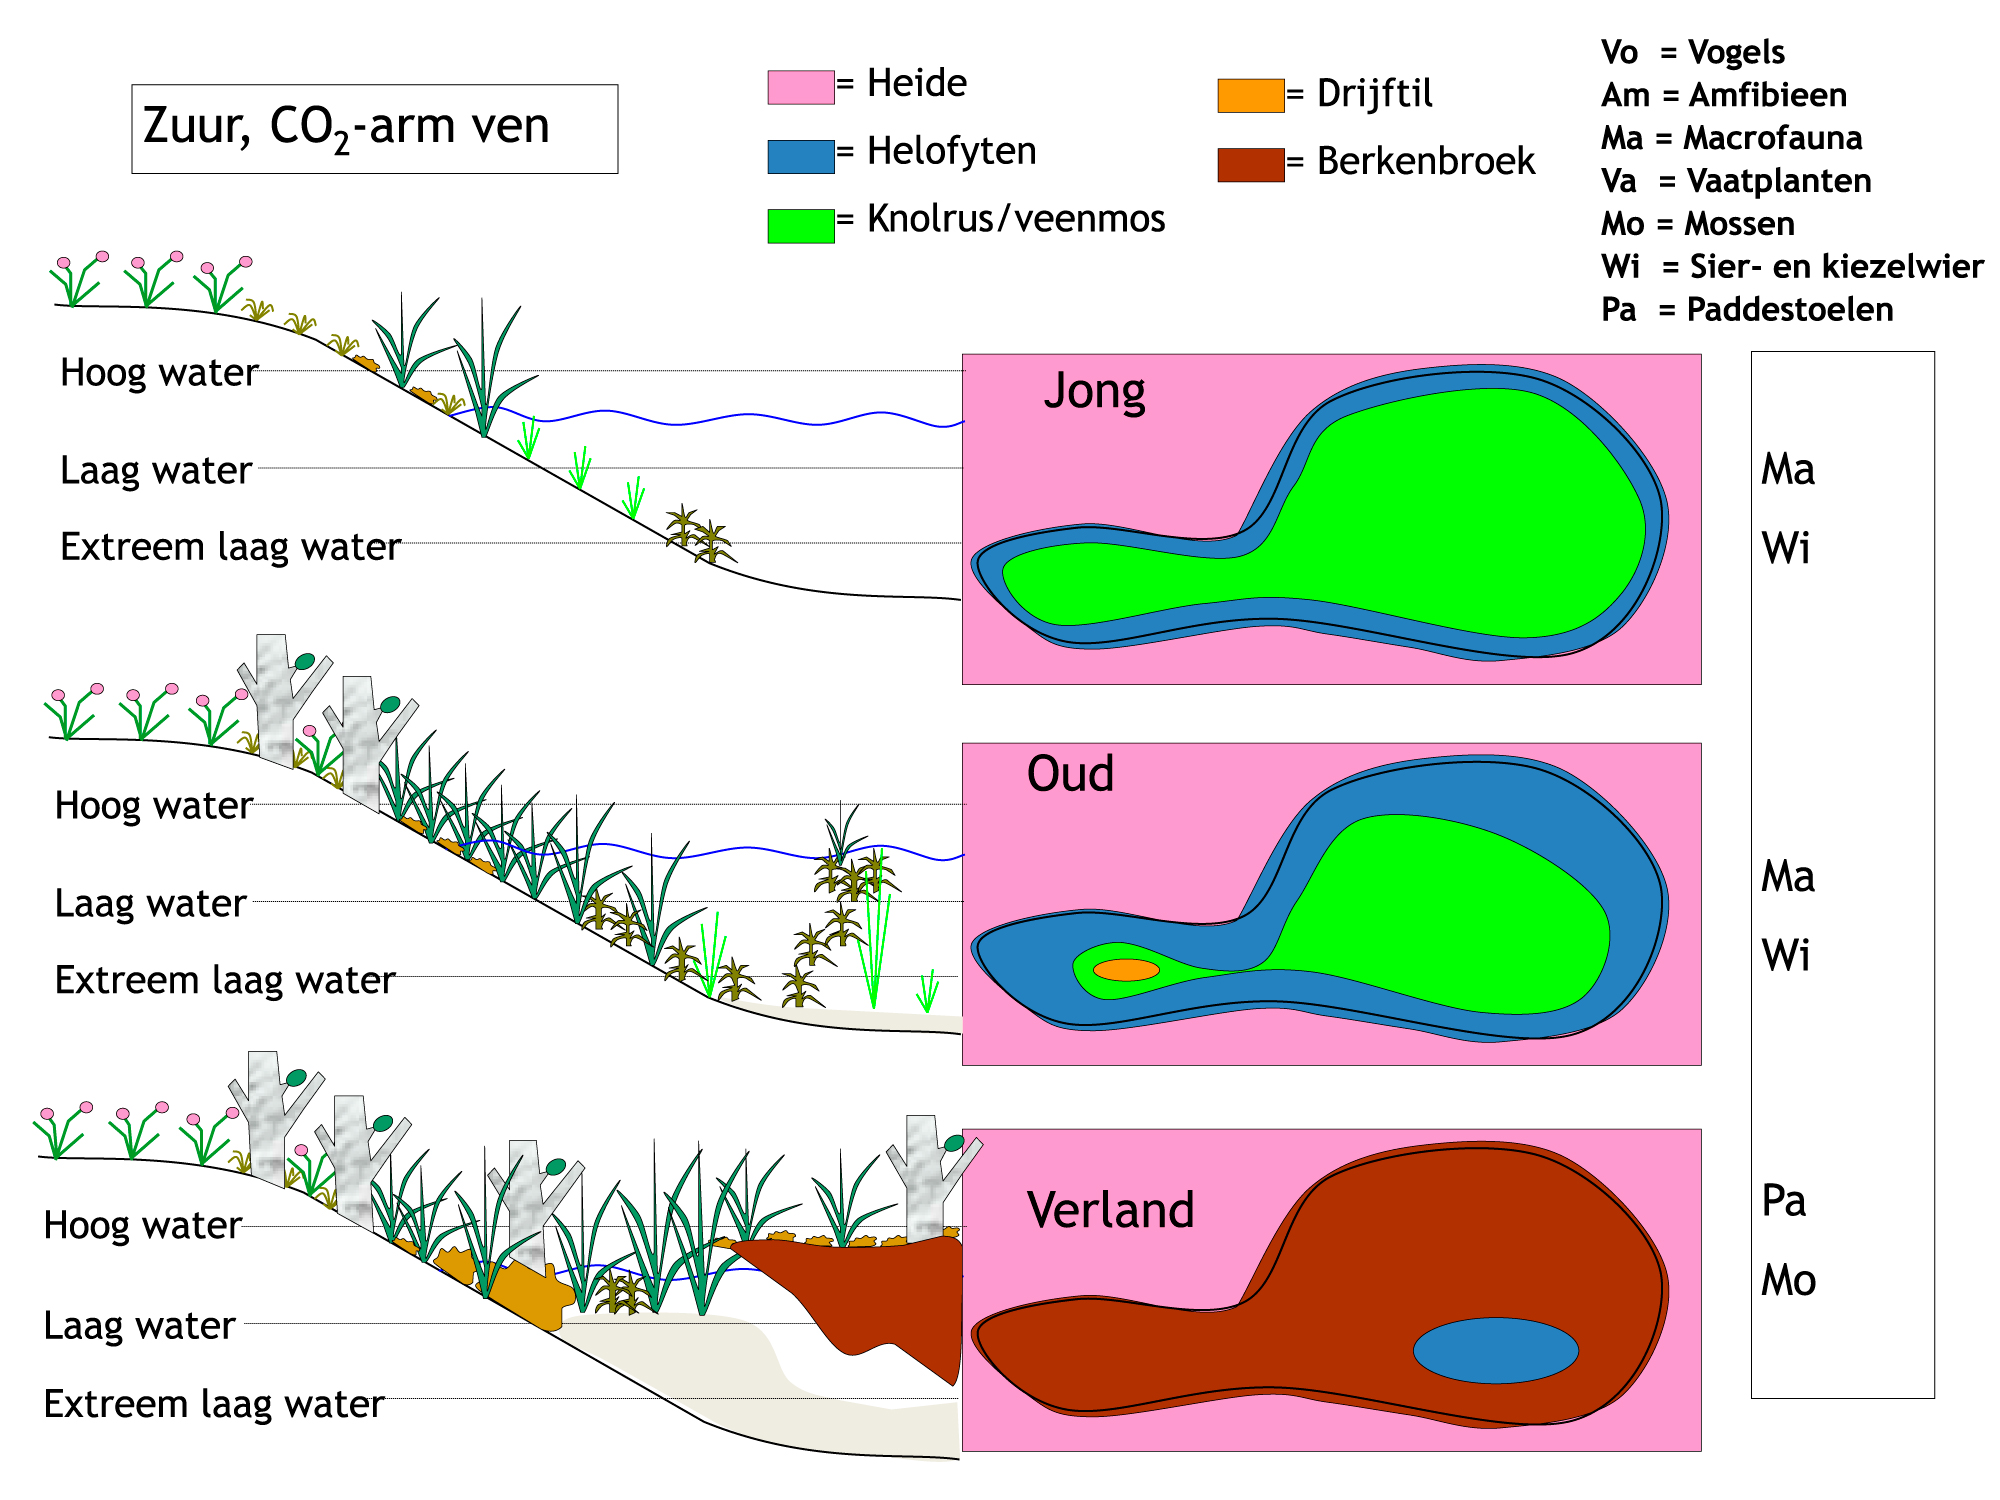 Zuur, CO2-arm ven
= Heide
= Helofyten
= Knolrus/veenmos
= Drijftil
= Berkenbroek
Vo = Vogels
Am = Amfibieen
Ma = Macrofauna
Va = Vaatplanten
Mo = Mossen
Wi = Sier- en kiezelwier
Pa = Paddestoelen
Hoog water
Laag water
Extreem laag water
Jong
Ma
Wi
Hoog water
Laag water
Extreem laag water
Oud
Ma
Wi
Hoog water
Laag water
Extreem laag water
Verland
Pa
Mo